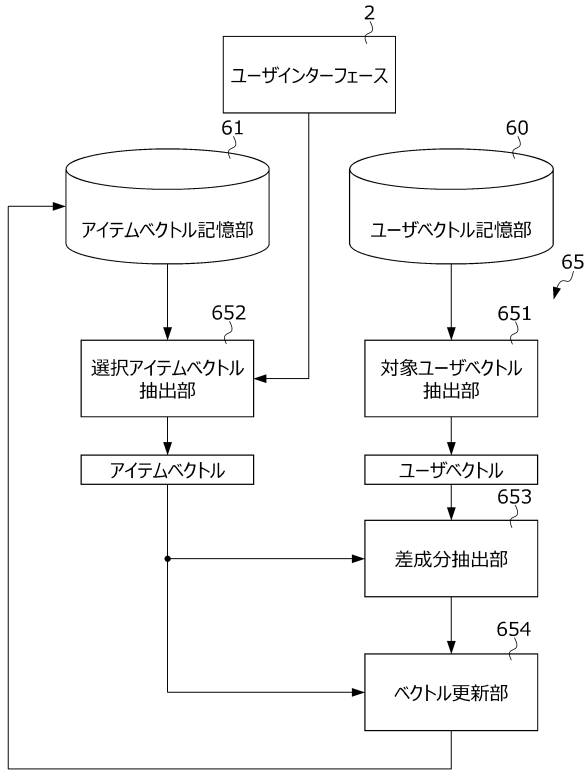 2
ユーザインターフェース
61
60
アイテムベクトル記憶部
ユーザベクトル記憶部
65
652
651
選択アイテムベクトル
抽出部
対象ユーザベクトル
抽出部
アイテムベクトル
ユーザベクトル
653
差成分抽出部
654
ベクトル更新部